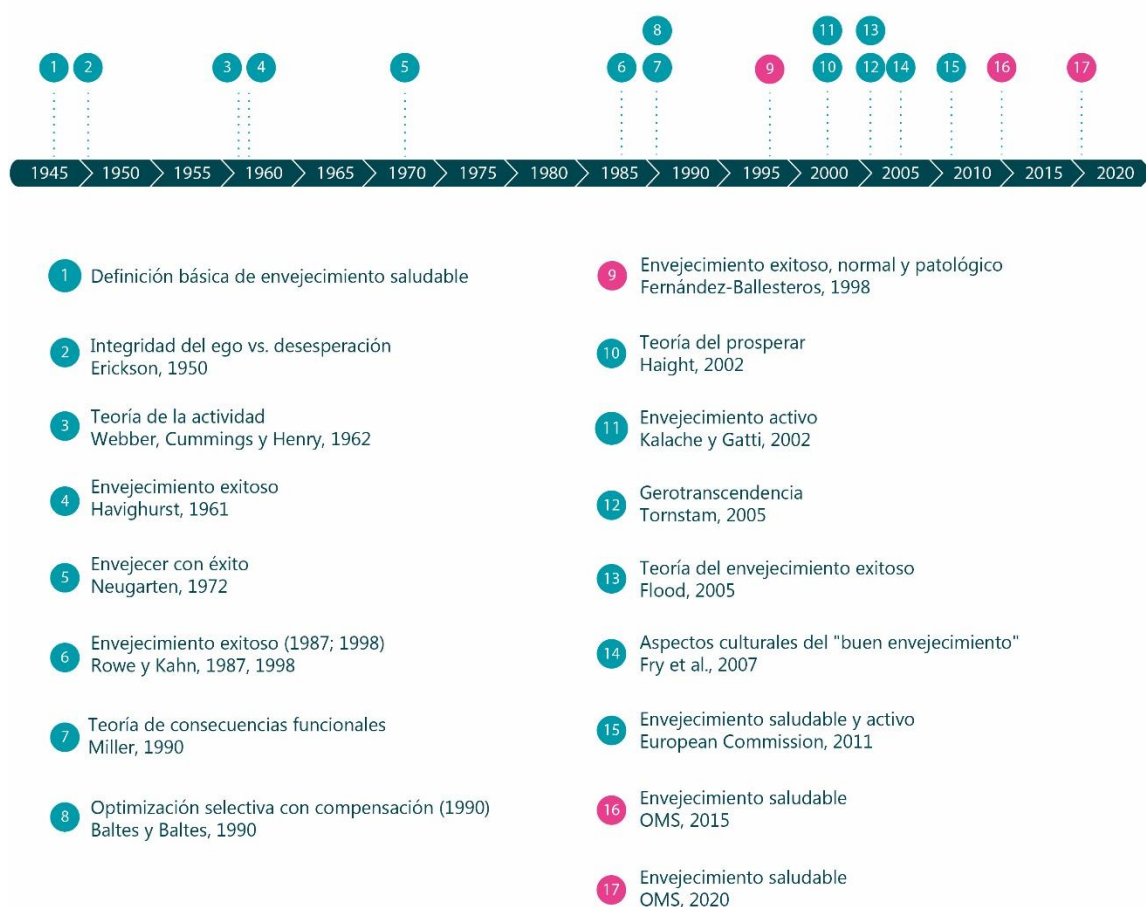 8 11 13
1 2 3 4 5 6 7 9 10 12 14 15 16 17
1945 1950 1955 1960 1965 1970 1975 1980 1985 1990 1995 2000 2005 2010 2015 2020
1 Definición básica de envejecimiento saludable
2 Integridad del ego vs. desesperación
Erickson, 1950
3 Teoría de la actividad
Webber, Cummings y Henry, 1962
4 Envejecimiento exitoso
Havighurst, 1961
5 Envejecer con éxito
Neugarten, 1972
6 Envejecimiento exitoso (1987; 1998)
Rowe y Kahn, 1987, 1998
7 Teoría de consecuencias funcionales
Miller, 1990
8 Optimización selectiva con compensación (1990)
Baltes y Baltes, 1990
9 Envejecimiento exitoso, normal y patológico
Fernández-Ballesteros, 1998
10 Teoría del prosperar
Haight, 2002
11 Envejecimiento activo
Kalache y Gatti, 2002
12 Gerotranscendencia
Tornstam, 2005
13 Teoría del envejecimiento exitoso
Flood, 2005
14 Aspectos culturales del "buen envejecimiento"
Fry et al., 2007
15 Envejecimiento saludable y activo
European Commission, 2011
16 Envejecimiento saludable
OMS, 2015
17 Envejecimiento saludable
OMS, 2020